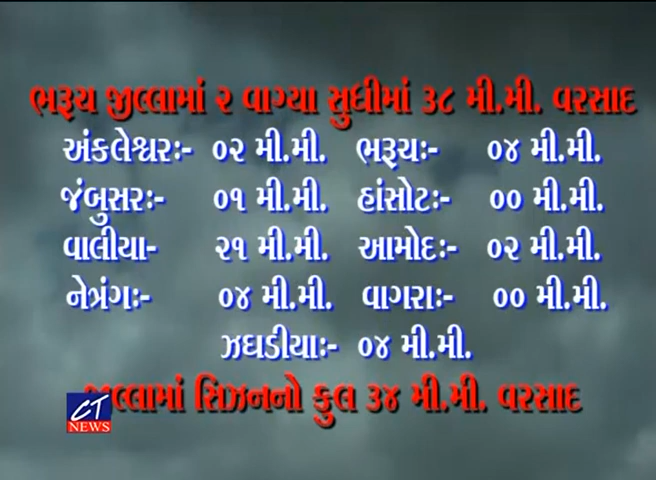 ભરૂચ જીલ્લામાં ૨ વાગ્યા સુધીમાં ૩૮ મી.મી. વરસાદ
અંકલેશ્વરઃ- ૦૨ મી.મી. ભરૂચઃ- ૦૪ મી.મી.
જંબુસરઃ- ૦૧ મી.મી. હાંસોટઃ- ૦૦ મી.મી.
વાલીયા- ૨૧ મી.મી. આમોદઃ- ૦૨ મી.મી.
નેત્રંગઃ- ૦૪ મી.મી. વાગરાઃ- ૦૦ મી.મી.
ઝઘડીયાઃ- ૦૪ મી.મી.
જીલ્લામાં સિઝનનો કુલ ૩૪ મી.મી. વરસાદ
CT
NEWS